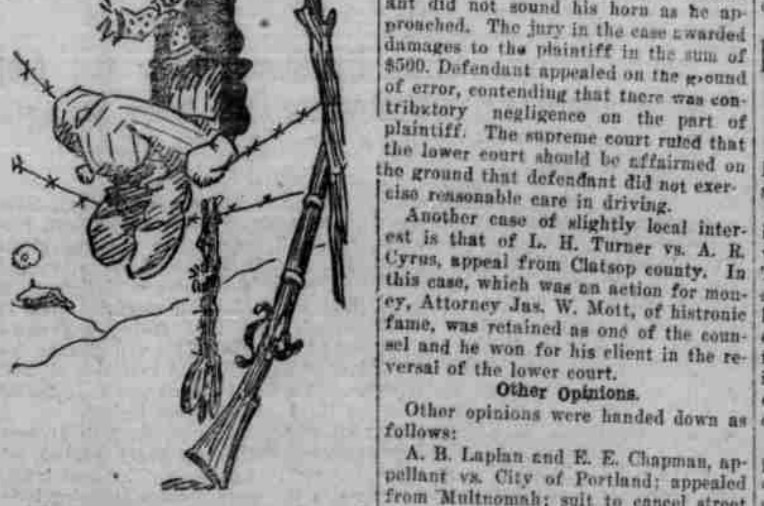 ant did not sound his horn as he ap-
proached. The jury in the case awarded
damages to the plaintiff in the sum of
$500. Defendant appealed on the ground
of error, contending that there was con-
tributory negligence on the part of
plaintiff. The supreme court ruled that
the lower court should be affairmed on
the ground that defendant did not exer-
cise reasonable care in driving.
Another case of slightly local inter-
est is that of L. H. Turner vs. A. R.
Cyrus, appeal from Clatsop county. In
this case, which was an action for mon-
ey, Attorney Jas. W. Mott, of histronic
fame, was retained as one of the coun-
sel and he won for his client in the re-
versal of the lower court.
Other Opinions.
Other opinions were handed down as
follows:
A. B. Laplan and E. E. Chapman, ap-
pellant vs. City of Portland; appealed
from Multnomah; suit to cancel street